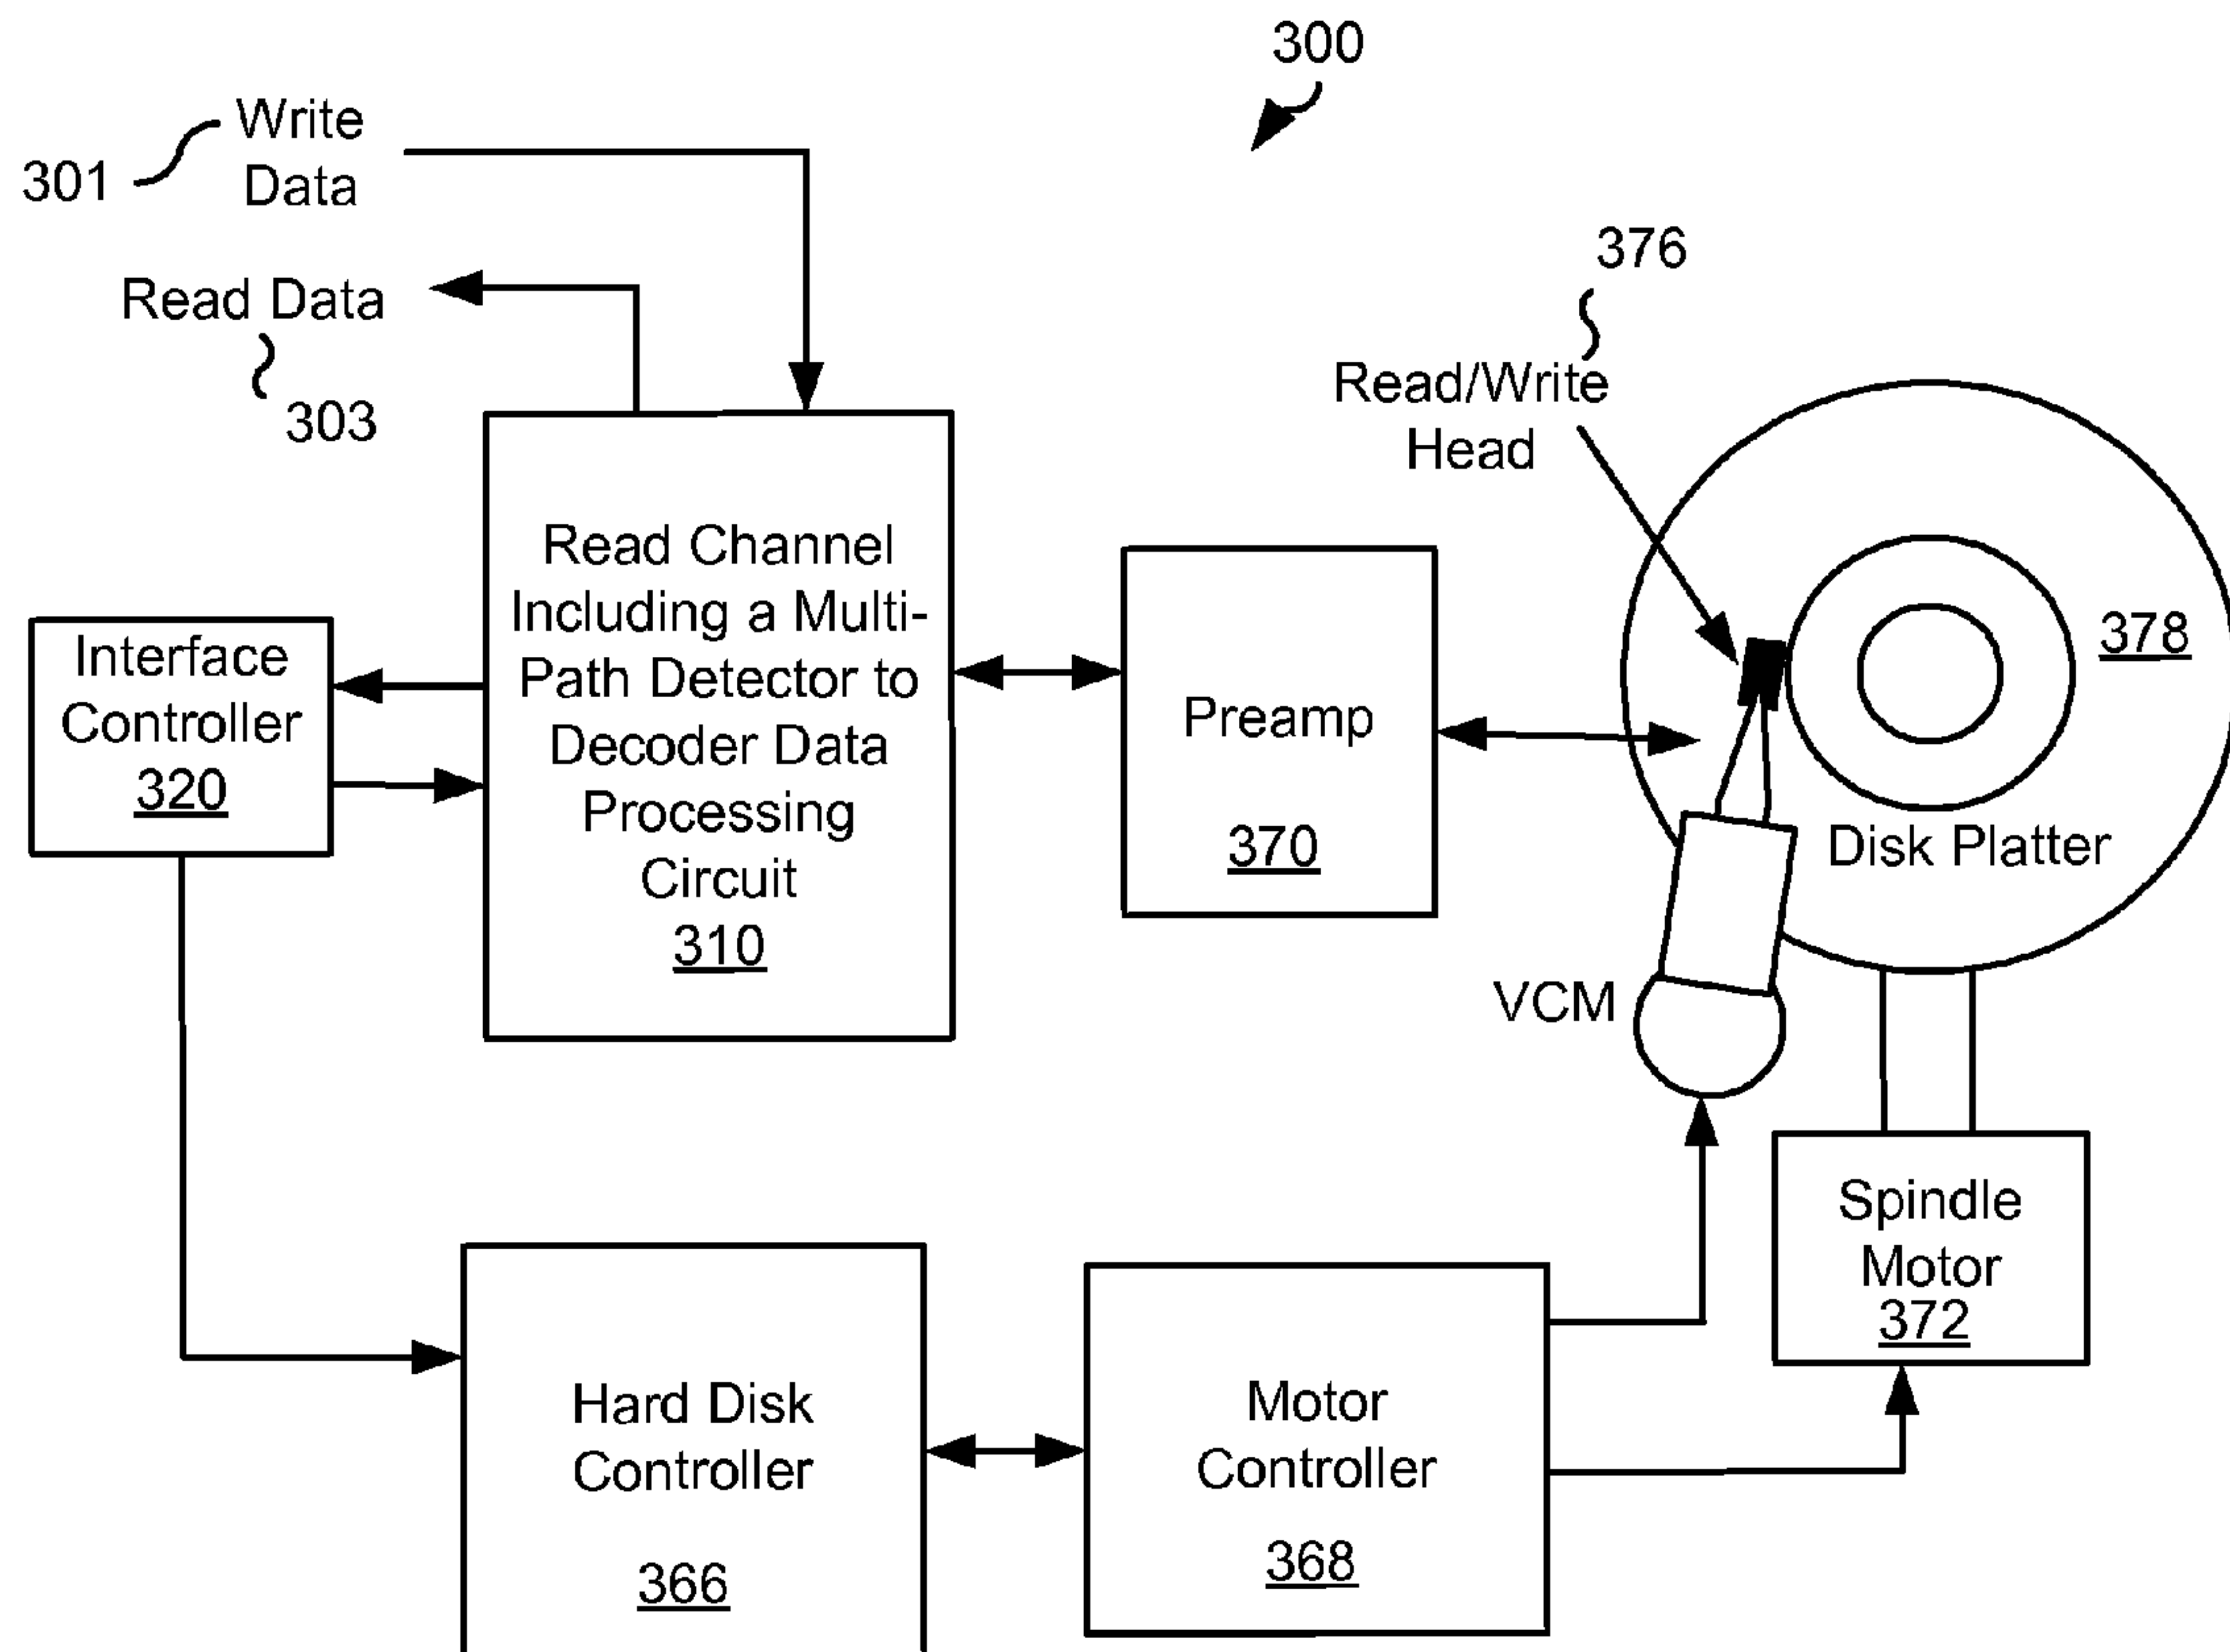 300
Write
Data
301
Read Data
303
376
Read/Write
Head
Read Channel
Including a Multi-
Path Detector to
Decoder Data
Processing
Circuit
310
Interface
Controller
320
Preamp
370
378
Disk Platter
VCM
Spindle
Motor
372
Hard Disk
Controller
366
Motor
Controller
368